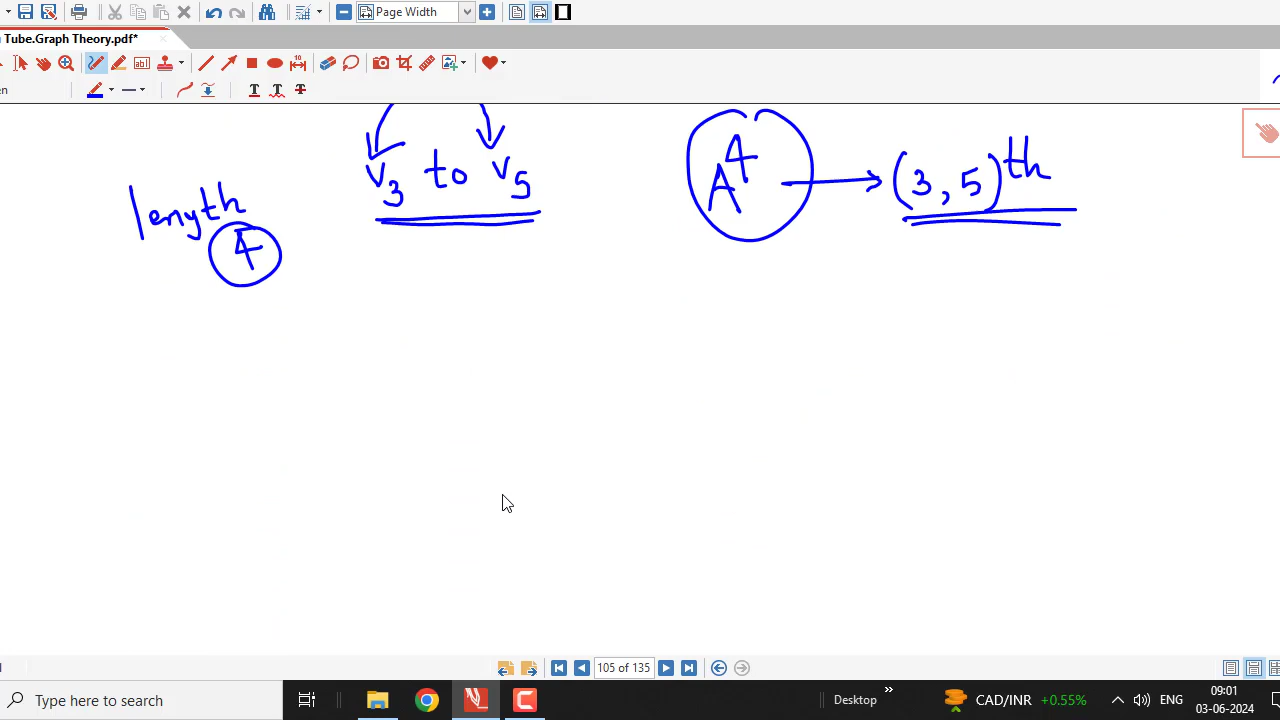 Page Width
Tube.Graph Theory.pdf*
v3 to v5
A4 → (3,5)th
length
4
105 of 135
Type here to search
Desktop
CAD/INR +0.55%
ENG
09:01
03-06-2024